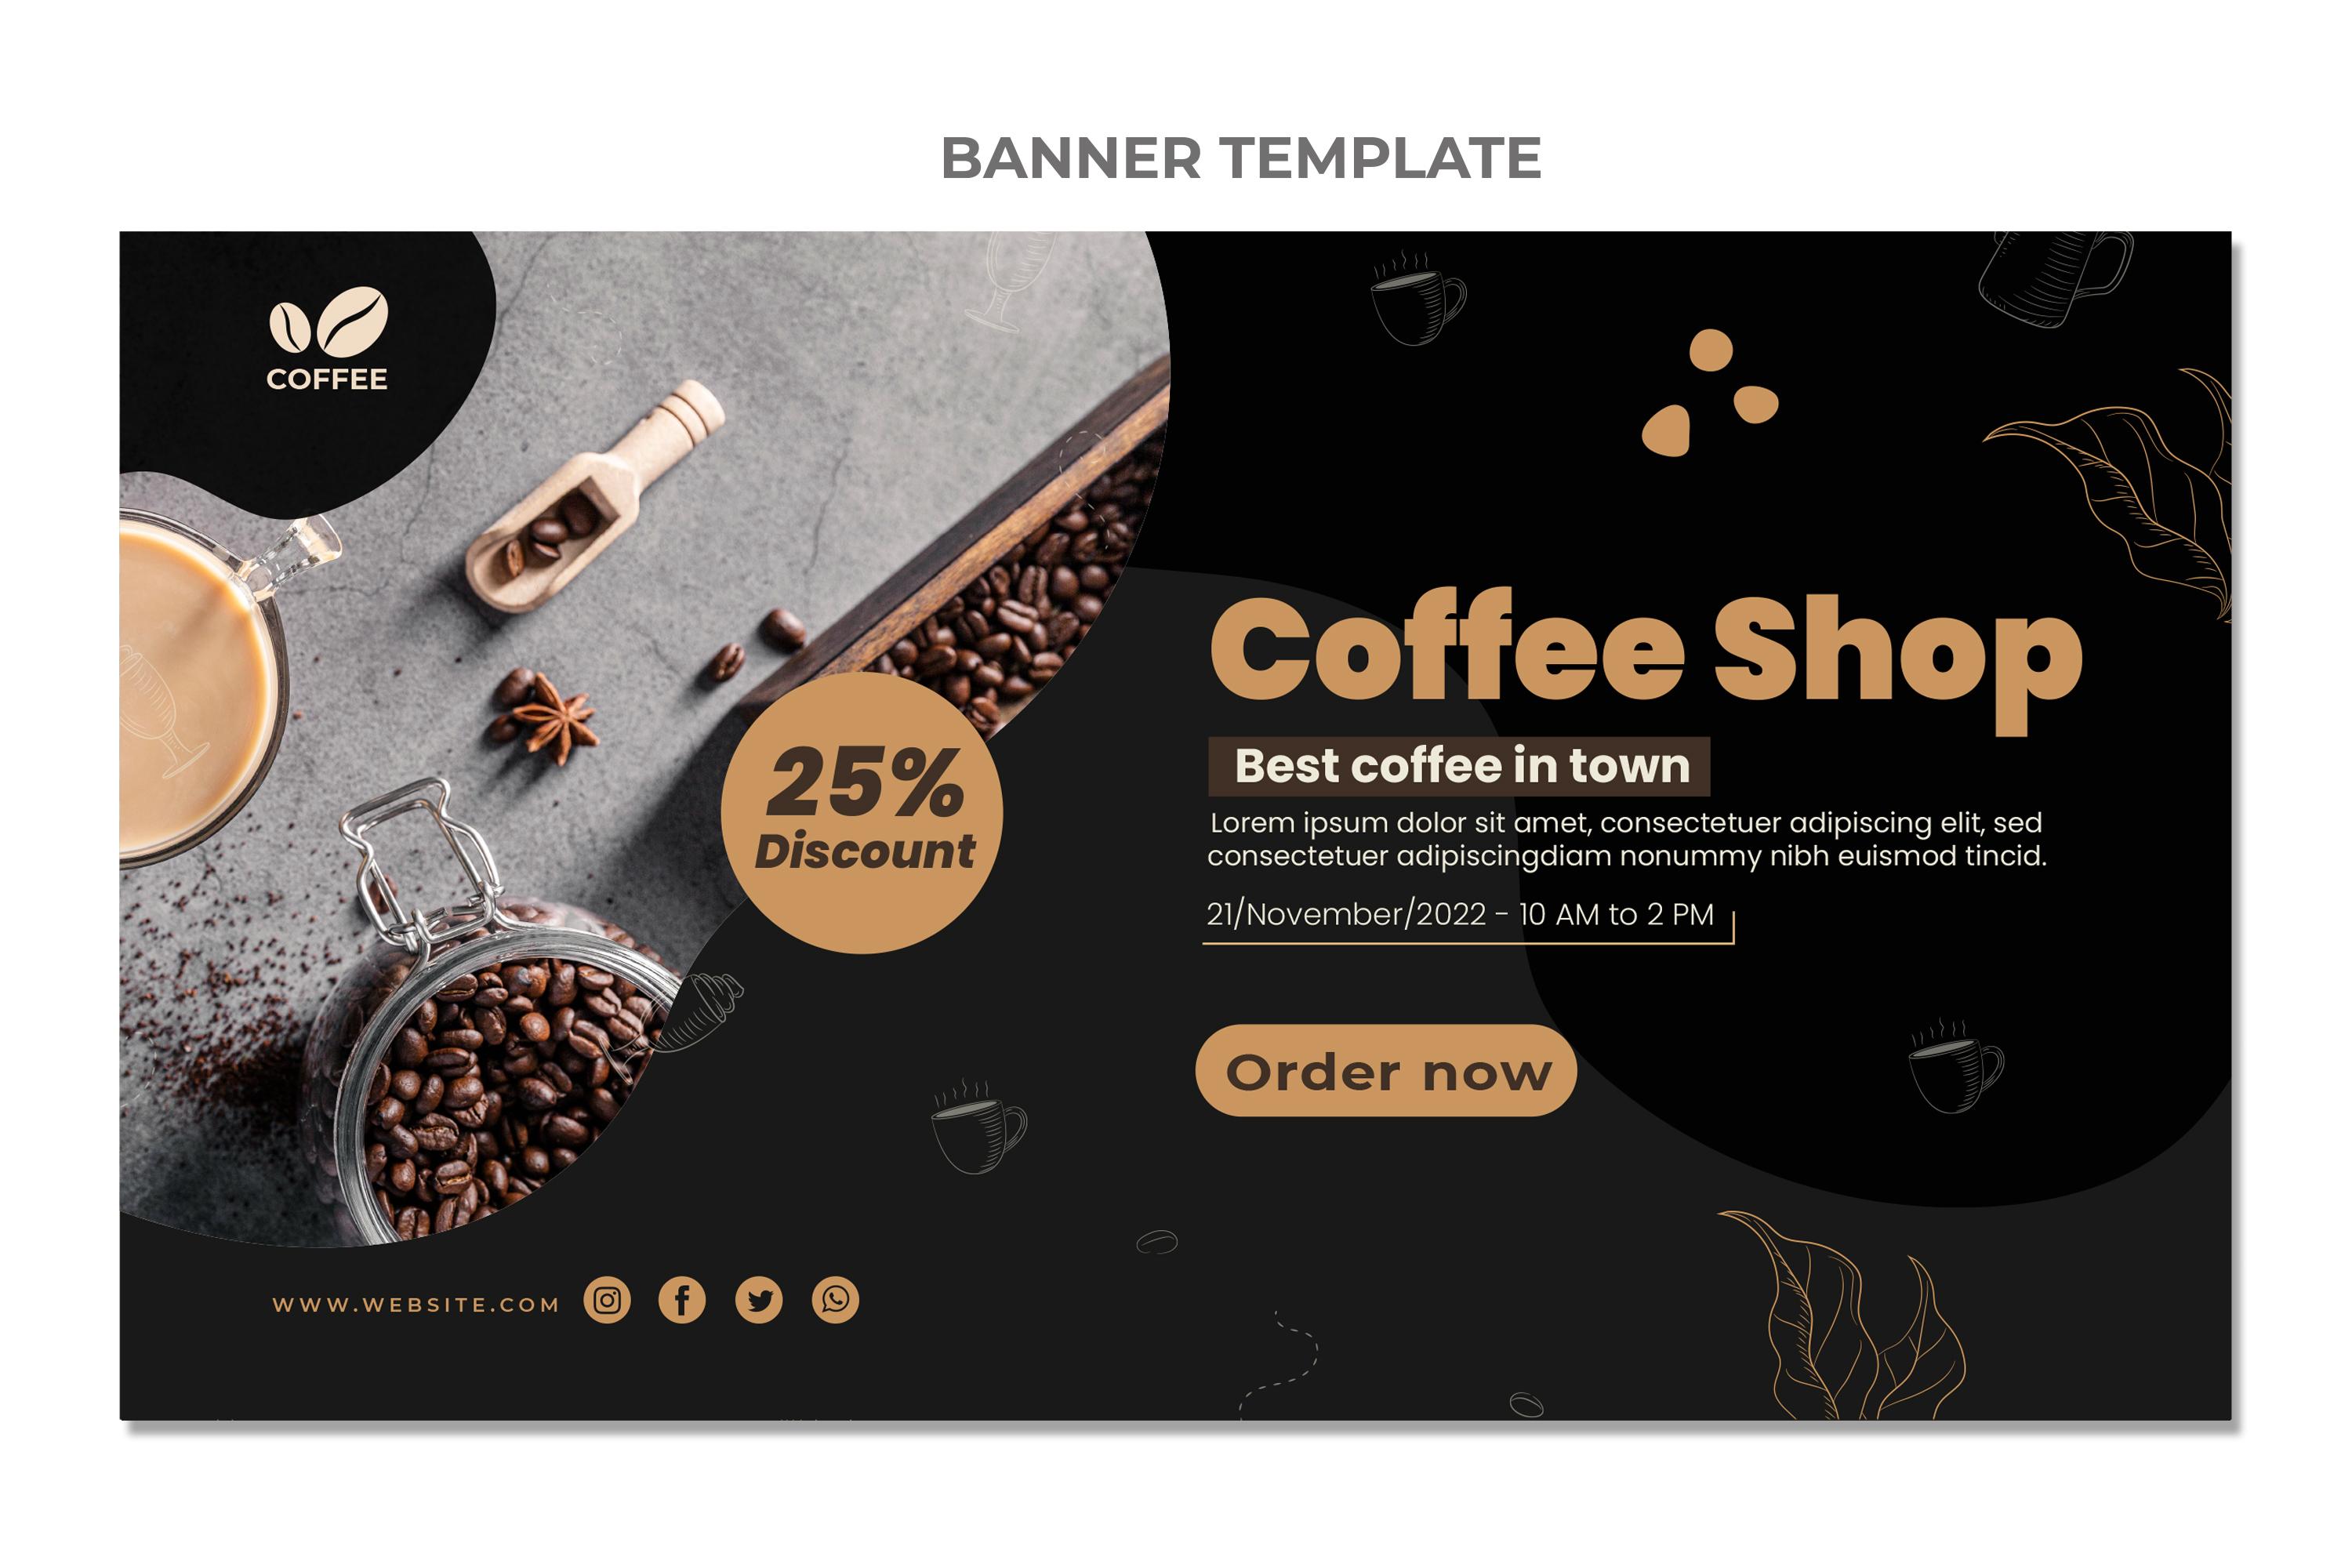 BANNER TEMPLATE
COFFEE
25%
Discount
Coffee Shop
Best coffee in town
Lorem ipsum dolor sit amet, consectetuer adipiscing elit, sed
consectetuer adipiscingdiam nonummy nibh euismod tincid.
21/November/2022 - 10 AM to 2 PM
Order now
WWW.WEBSITE.COM